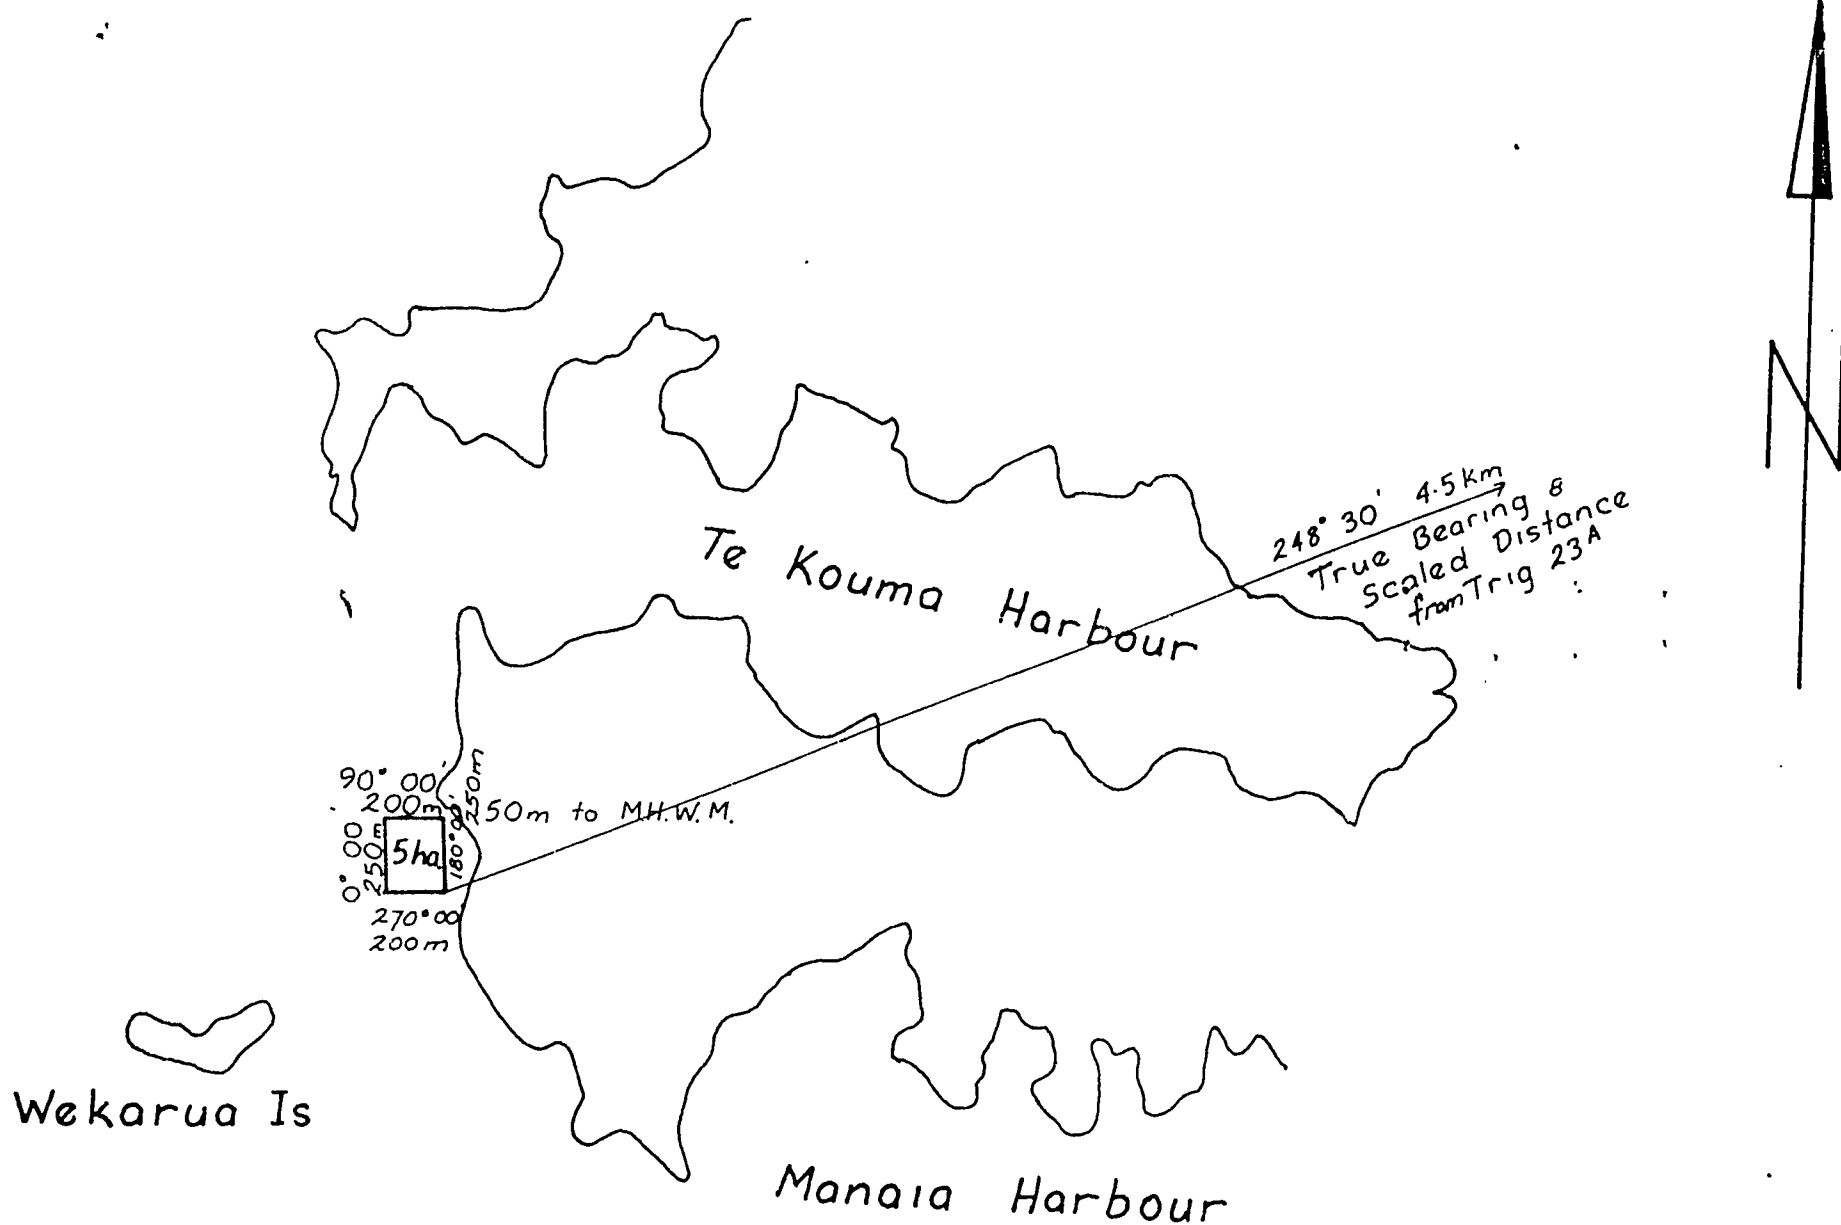 N
248° 30' 4.5km
True Bearing &
Scaled Distance
from Trig 23A
Te Kouma Harbour
90° 00'
200m
180° 00'
250m
50m to M.H.W.M.
0° 00
250m
5ha
270° 00'
200m
Wekarua Is
Manaia Harbour